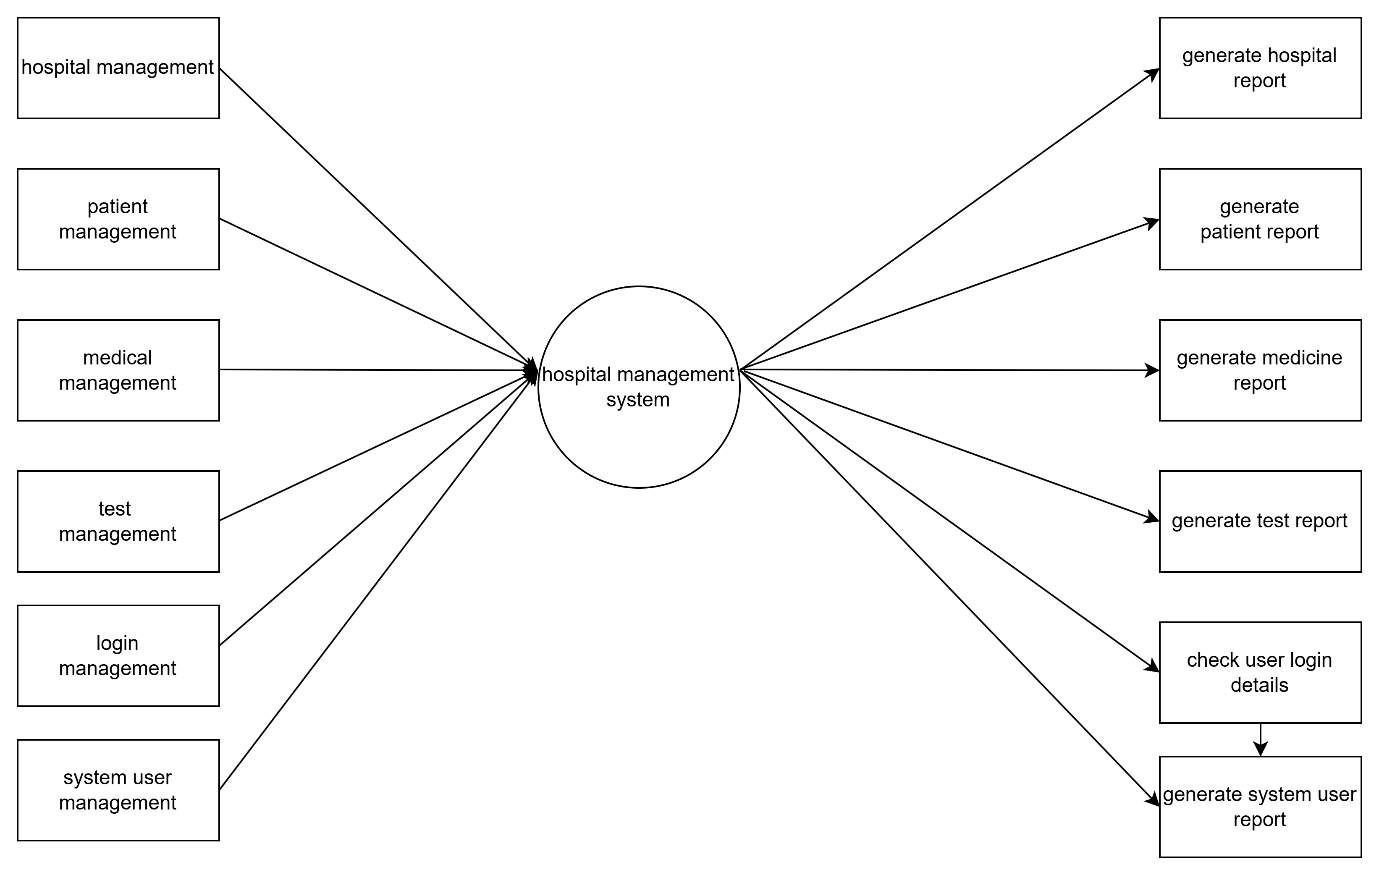 hospital management
patient
management
medical
management
test
management
login
management
system user
management
hospital management
system
generate hospital
report
generate
patient report
generate medicine
report
generate test report
check user login
details
generate system user
report